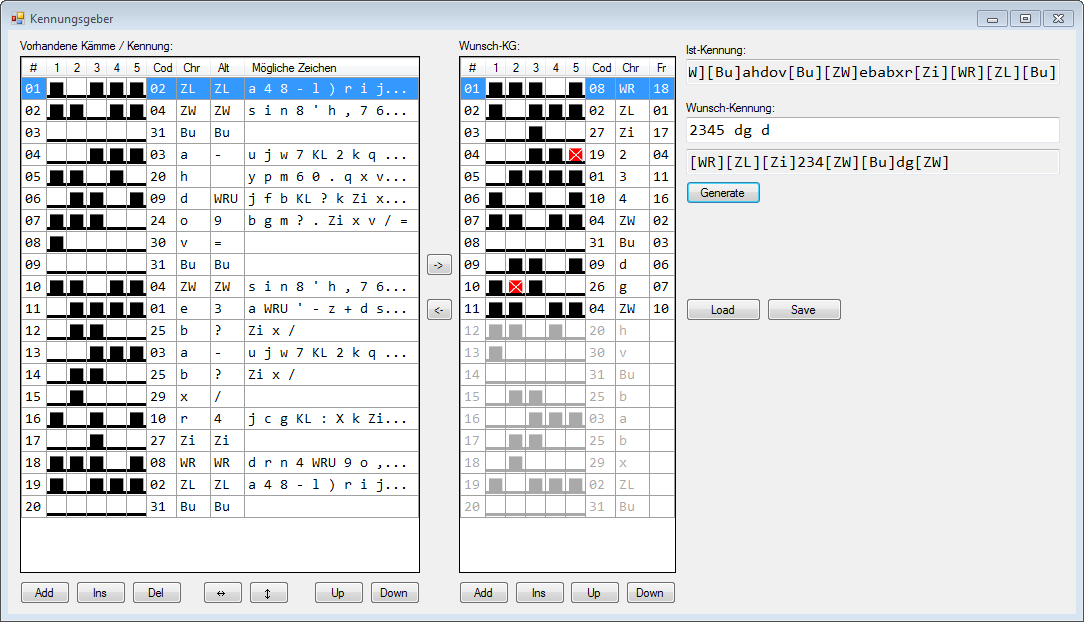 Kennungsgeber
Vorhandene Kämme / Kennung:
# 1 2 3 4 5 Cod Chr Alt Mögliche Zeichen
01 02 ZL ZL a 4 8 - l ) r i j...
02 04 ZW ZW s i n 8 ' h , 7 6...
03 31 Bu Bu
04 03 a - u j w 7 KL 2 k q ...
05 20 h y p m 6 0 . q x v...
06 09 d WRU j f b KL ? k Zi x...
07 24 o 9 b g m ? . Zi x v / =
08 30 v =
09 31 Bu Bu
10 04 ZW ZW s i n 8 ' h , 7 6...
11 01 e 3 a WRU ' - z + d s...
12 25 b ? Zi x /
13 03 a - u j w 7 KL 2 k q ...
14 25 b ? Zi x /
15 29 x /
16 10 r 4 j c g KL : X k Zi...
17 27 Zi Zi
18 08 WR WR d r n 4 WRU 9 o ,...
19 02 ZL ZL a 4 8 - l ) r i j...
20 31 Bu Bu
Add Ins Del ↔ ↕ Up Down
->
<-
Wunsch-KG:
# 1 2 3 4 5 Cod Chr Fr
01 08 WR 18
02 02 ZL 01
03 27 Zi 17
04 19 2 04
05 01 3 11
06 10 4 16
07 04 ZW 02
08 31 Bu 03
09 09 d 06
10 26 g 07
11 04 ZW 10
12 20 h
13 30 v
14 31 Bu
15 25 b
16 03 a
17 25 b
18 29 x
19 02 ZL
20 31 Bu
Add Ins Up Down
Ist-Kennung:
W][Bu]ahdov[Bu][ZW]ebabxr[Zi][WR][ZL][Bu]
Wunsch-Kennung:
2345 dg d
[WR][ZL][Zi]234[ZW][Bu]dg[ZW]
Generate
Load Save